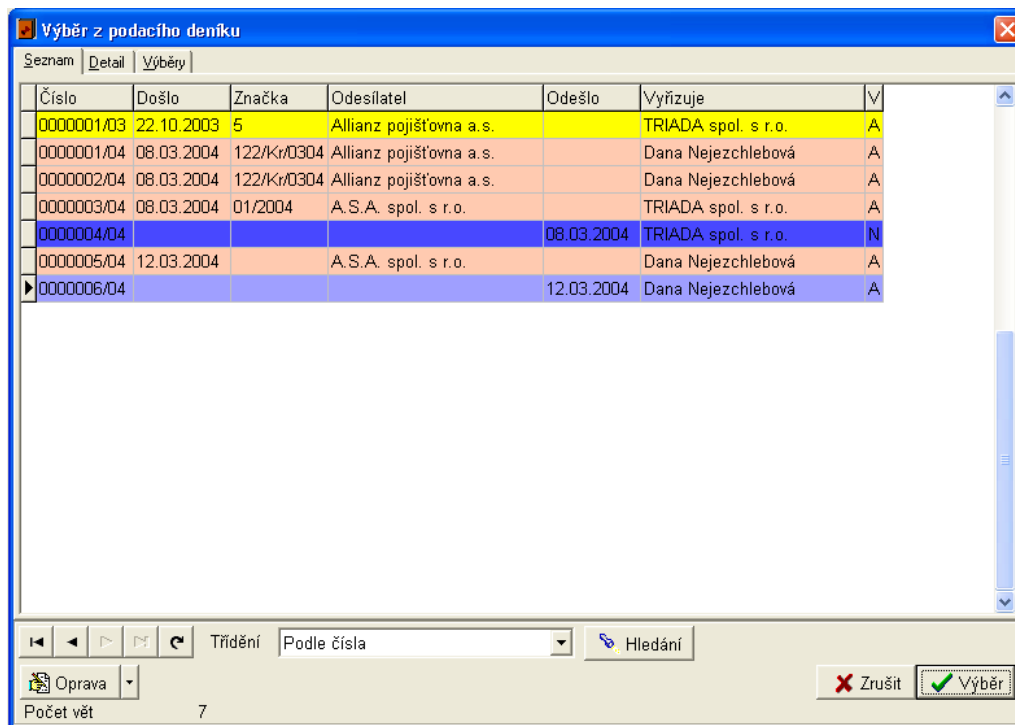 Výběr z podacího deníku
Seznam Detail Výběry
Číslo Došlo Značka Odesílatel Odešlo Vyřizuje V
0000001/03 22.10.2003 5 Allianz pojišťovna a.s. TRIADA spol. s r.o. A
0000001/04 08.03.2004 122/Kr/0304 Allianz pojišťovna a.s. Dana Nejezchlebová A
0000002/04 08.03.2004 122/Kr/0304 Allianz pojišťovna a.s. Dana Nejezchlebová A
0000003/04 08.03.2004 01/2004 A.S.A. spol. s r.o. TRIADA spol. s r.o. A
0000004/04 08.03.2004 TRIADA spol. s r.o. N
0000005/04 12.03.2004 A.S.A. spol. s r.o. Dana Nejezchlebová A
0000006/04 12.03.2004 Dana Nejezchlebová A
Třídění Podle čísla Hledání
Oprava Zrušit Výběr
Počet vět 7